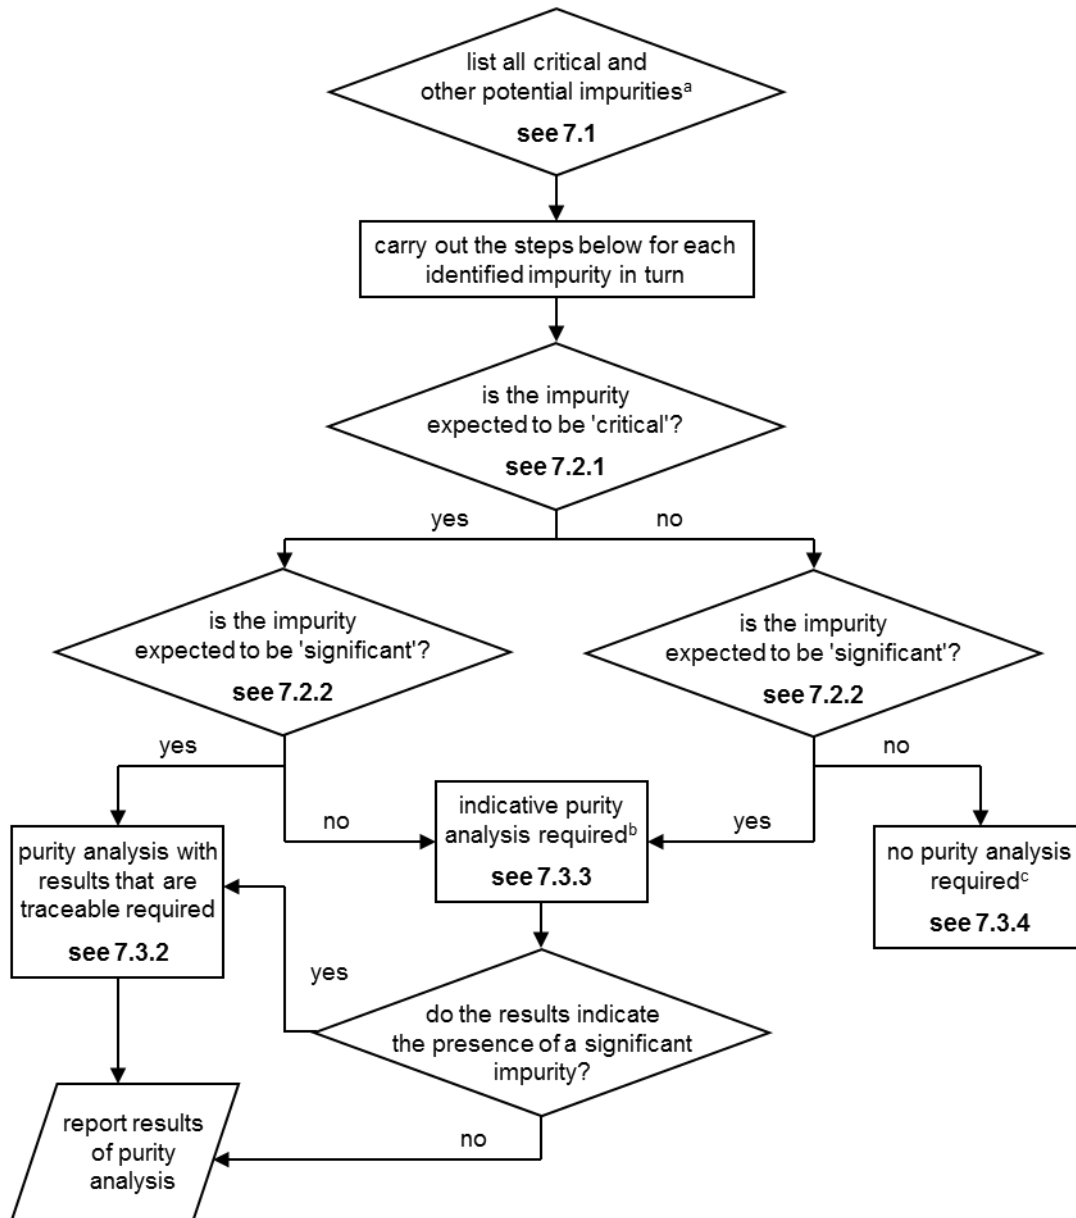 list all critical and
other potential impuritiesᵃ
see 7.1
carry out the steps below for each
identified impurity in turn
is the impurity
expected to be 'critical'?
see 7.2.1
yes
no
is the impurity
expected to be 'significant'?
see 7.2.2
is the impurity
expected to be 'significant'?
see 7.2.2
yes
no
no
yes
purity analysis with
results that are
traceable required
see 7.3.2
indicative purity
analysis requiredᵇ
see 7.3.3
no purity analysis
requiredᶜ
see 7.3.4
yes
do the results indicate
the presence of a significant
impurity?
no
report results
of purity
analysis